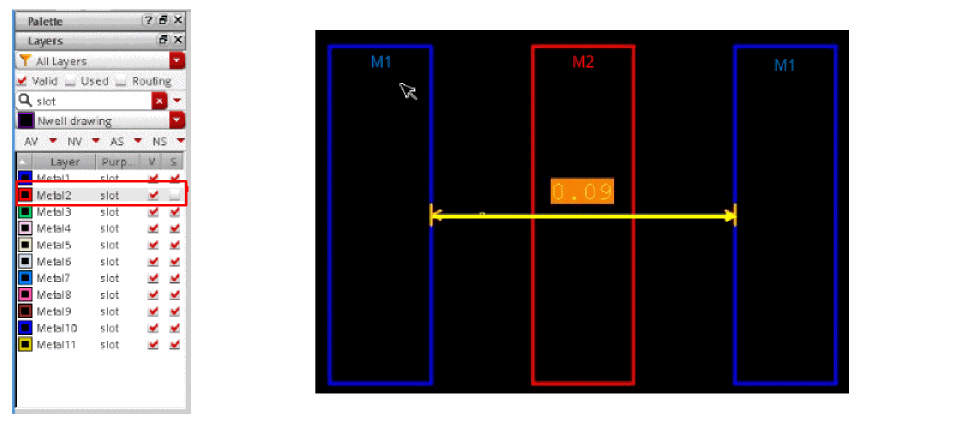 Palette
Layers
All Layers
Valid Used Routing
slot
Nwell drawing
AV NV AS NS
Layer Purp... V S
Metal1 slot
Metal2 slot
Metal3 slot
Metal4 slot
Metal5 slot
Metal6 slot
Metal7 slot
Metal8 slot
Metal9 slot
Metal10 slot
Metal11 slot
M1 M2 M1
0.09